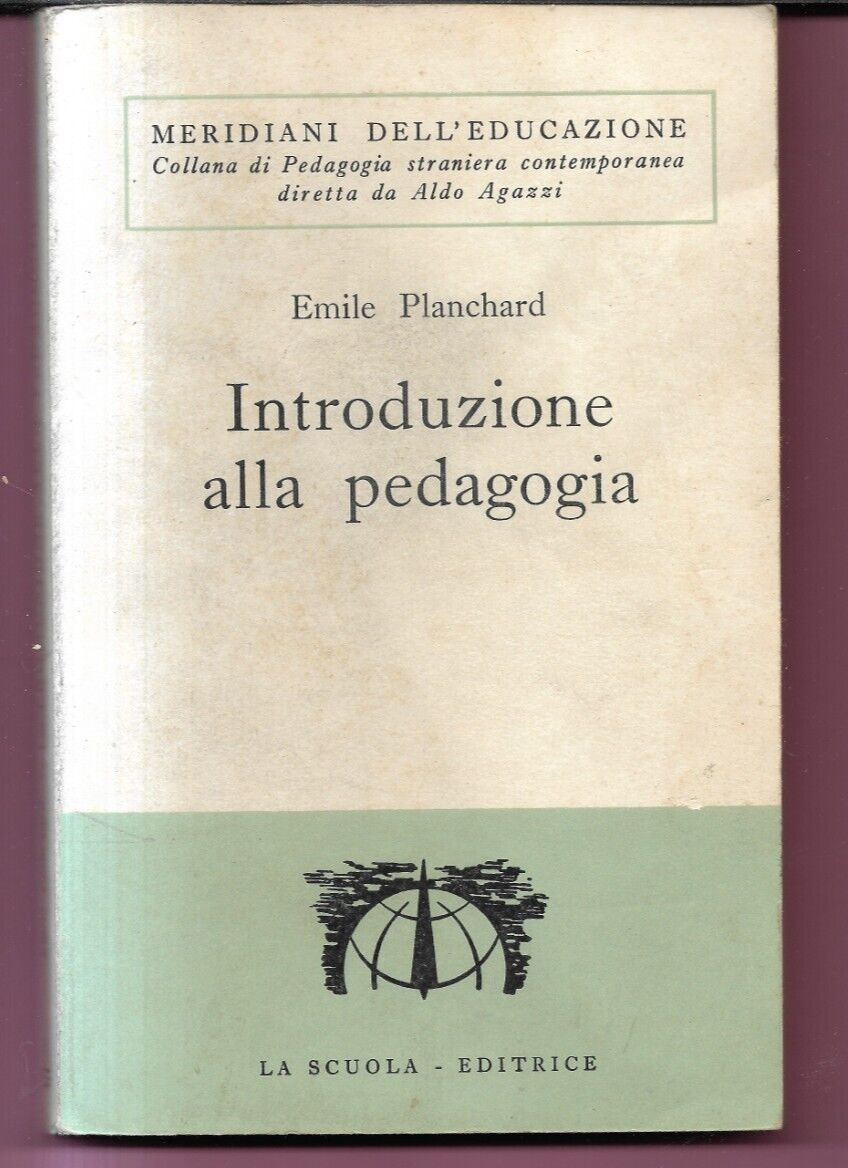 MERIDIANI DELL'EDUCAZIONE
Collana di Pedagogia straniera contemporanea
diretta da Aldo Agazzi
Emile Planchard
Introduzione
alla pedagogia
LA SCUOLA - EDITRICE